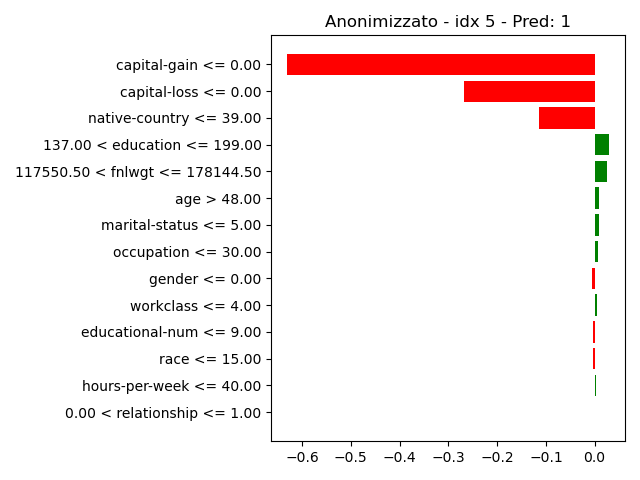 Anonimizzato - idx 5 - Pred: 1
capital-gain <= 0.00
capital-loss <= 0.00
native-country <= 39.00
137.00 < education <= 199.00
117550.50 < fnlwgt <= 178144.50
age > 48.00
marital-status <= 5.00
occupation <= 30.00
gender <= 0.00
workclass <= 4.00
educational-num <= 9.00
race <= 15.00
hours-per-week <= 40.00
0.00 < relationship <= 1.00
−0.6 −0.5 −0.4 −0.3 −0.2 −0.1 0.0